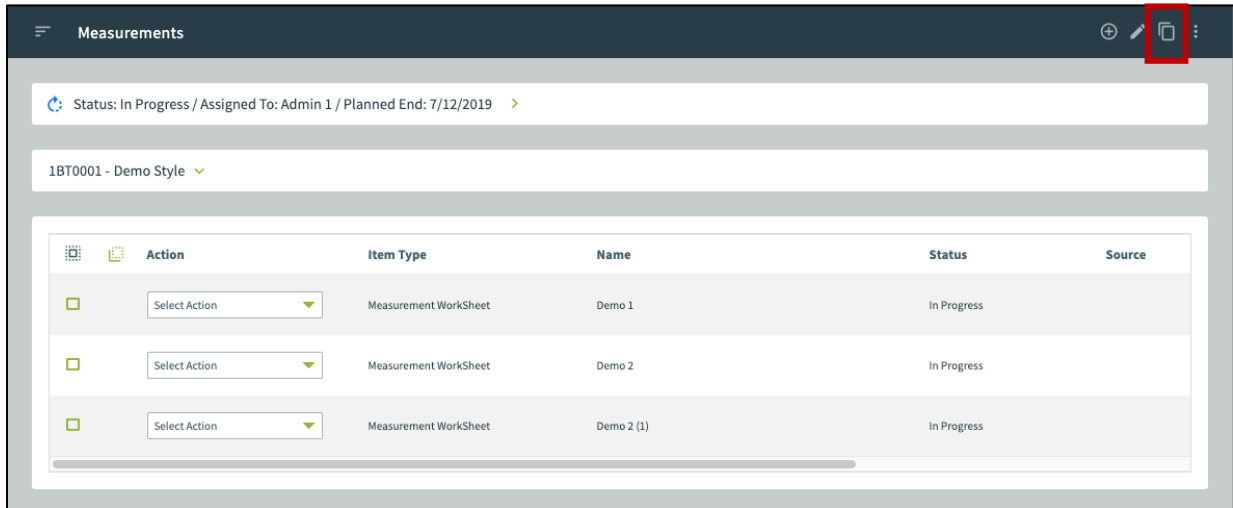 Measurements
Status: In Progress / Assigned To: Admin 1 / Planned End: 7/12/2019
1BT0001 - Demo Style
Action Item Type Name Status Source
Select Action Measurement WorkSheet Demo 1 In Progress
Select Action Measurement WorkSheet Demo 2 In Progress
Select Action Measurement WorkSheet Demo 2 (1) In Progress